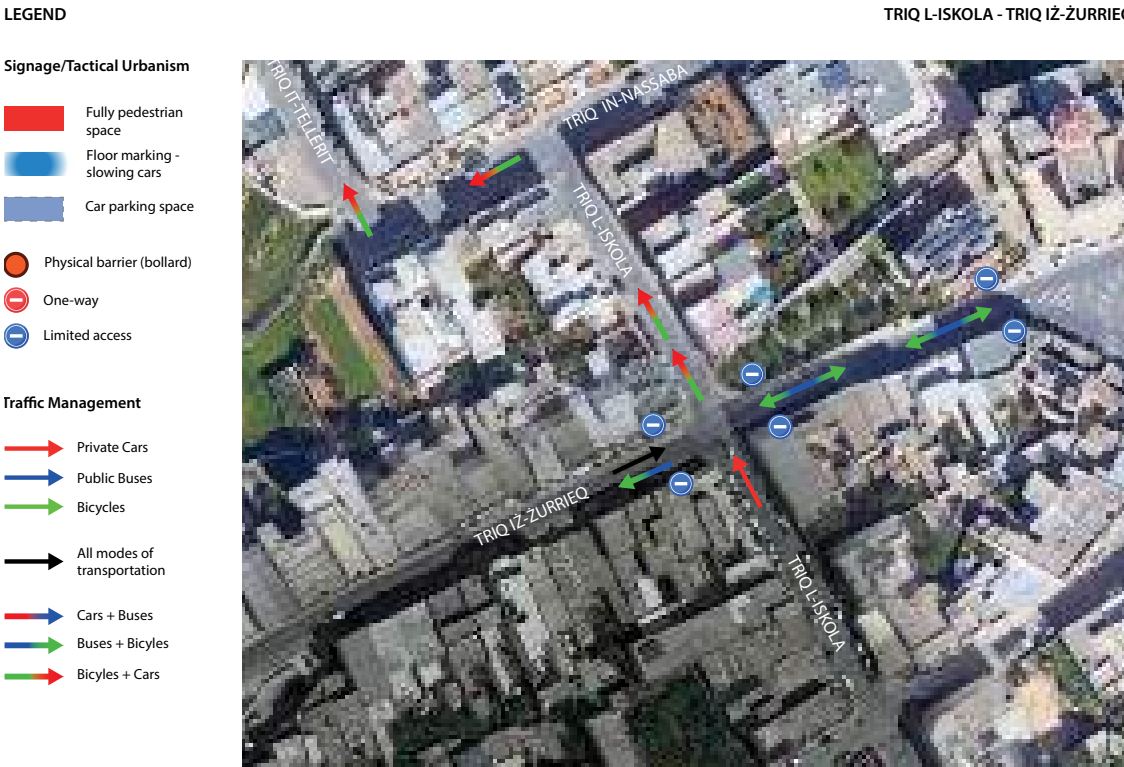 LEGEND
TRIQ L-ISKOLA - TRIQ IŻ-ŻURRIEQ
Signage/Tactical Urbanism
Fully pedestrian
space
Floor marking -
slowing cars
Car parking space
Physical barrier (bollard)
One-way
Limited access
Traffic Management
Private Cars
Public Buses
Bicycles
All modes of
transportation
Cars + Buses
Buses + Bicyles
Bicyles + Cars
TRIQ IT-TELLERIT
TRIQ IN-NASSABA
TRIQ L-ISKOLA
TRIQ IŻ-ŻURRIEQ
TRIQ L-ISKOLA